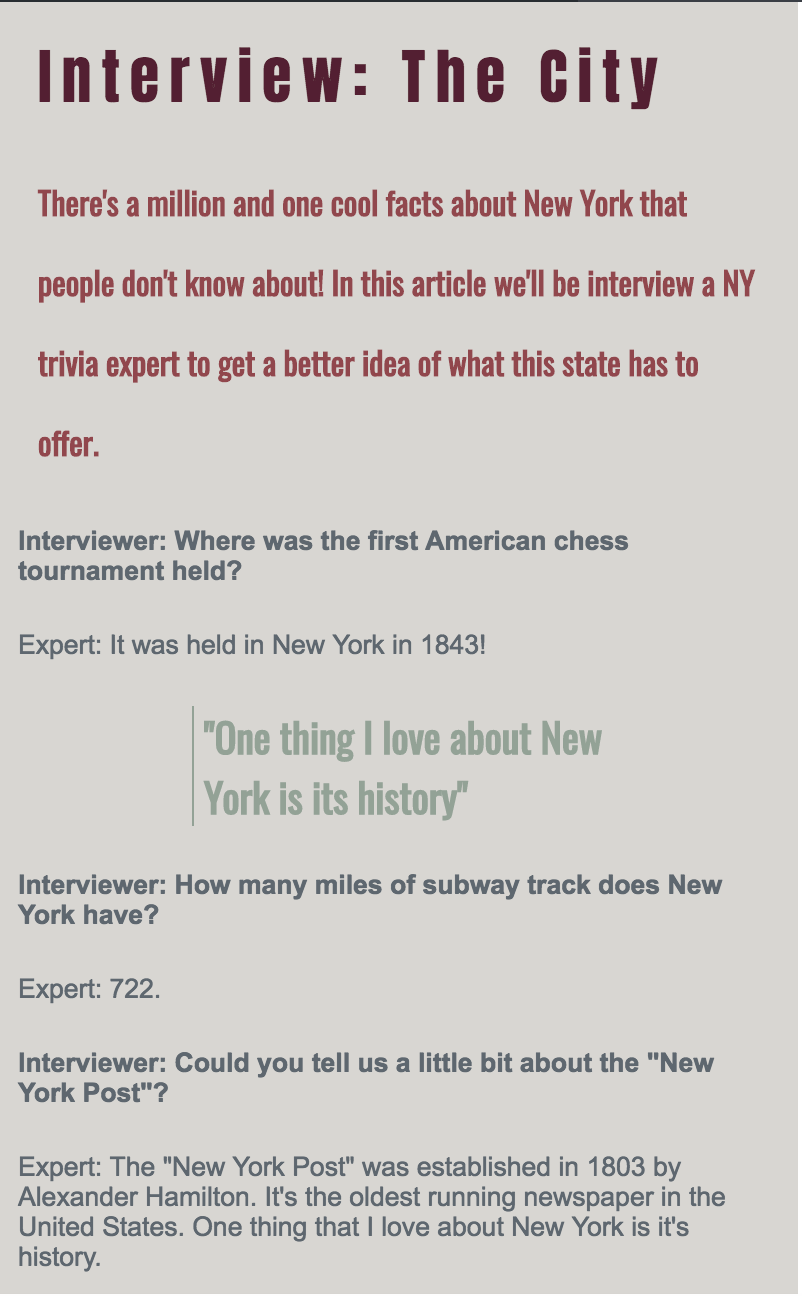 Interview: The City
There's a million and one cool facts about New York that
people don't know about! In this article we'll be interview a NY
trivia expert to get a better idea of what this state has to
offer.
Interviewer: Where was the first American chess
tournament held?
Expert: It was held in New York in 1843!
"One thing I love about New
York is its history"
Interviewer: How many miles of subway track does New
York have?
Expert: 722.
Interviewer: Could you tell us a little bit about the "New
York Post"?
Expert: The "New York Post" was established in 1803 by
Alexander Hamilton. It's the oldest running newspaper in the
United States. One thing that I love about New York is it's
history.